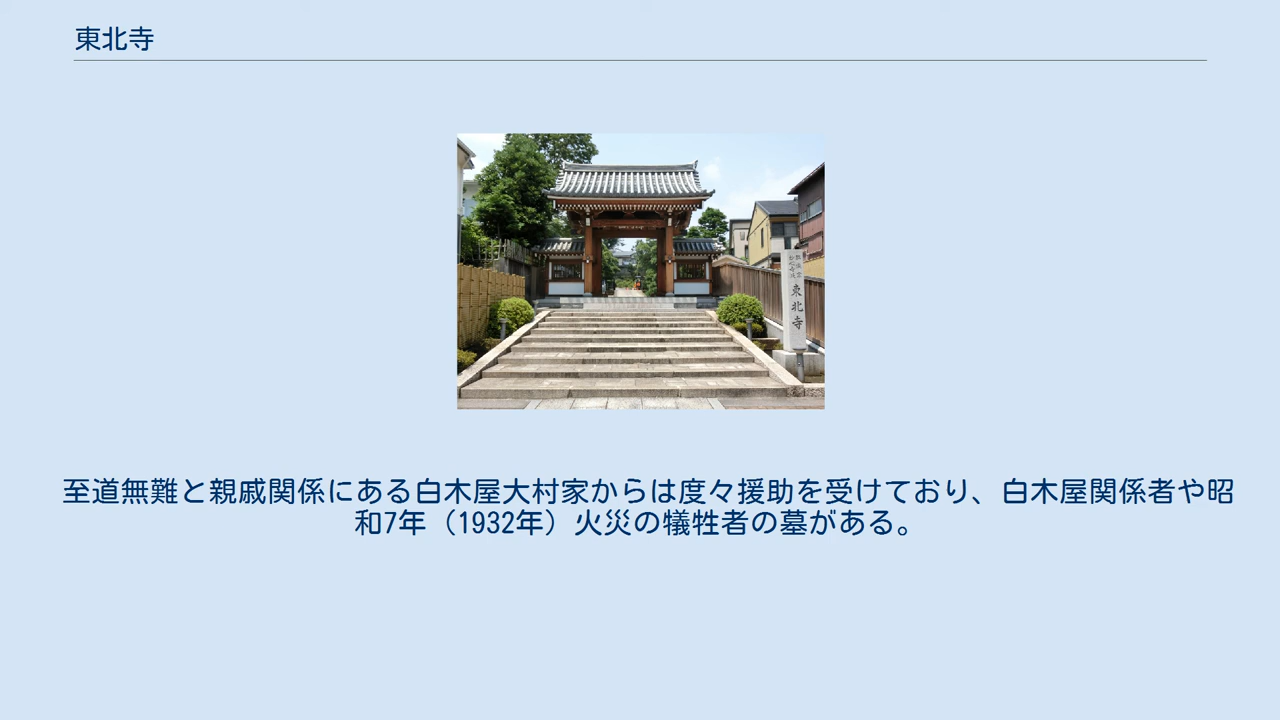 東北寺
東北寺
至道無難と親戚関係にある白木屋大村家からは度々援助を受けており、白木屋関係者や昭
和7年（1932年）火災の犠牲者の墓がある。